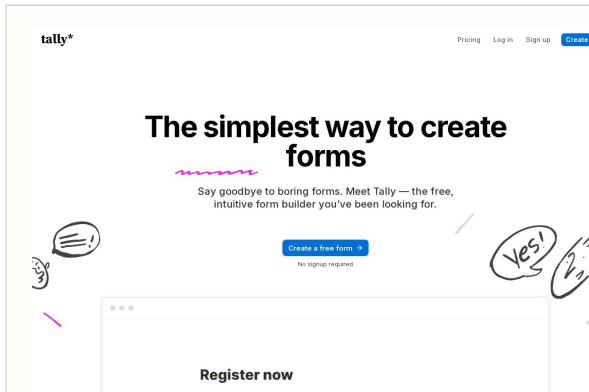 tally*
Pricing Log in Sign up Create
The simplest way to create
forms
Say goodbye to boring forms. Meet Tally — the free,
intuitive form builder you've been looking for.
Yes!
Create a free form →
No signup required
Register now